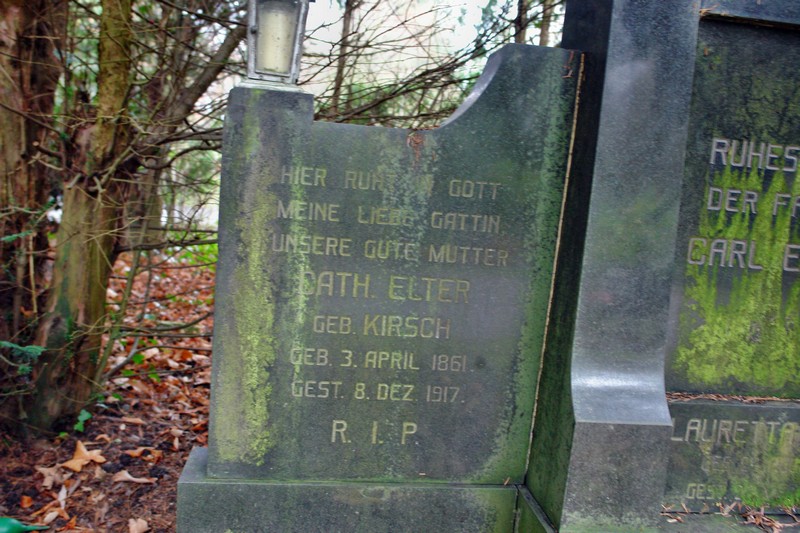 HIER RUHT IN GOTT
MEINE LIEBE GATTIN,
UNSERE GUTE MUTTER
CATH. ELTER
GEB. KIRSCH
GEB. 3. APRIL 1861.
GEST. 8. DEZ 1917.
R. I. P.
DER
CARL
LAURETTA
GEST.